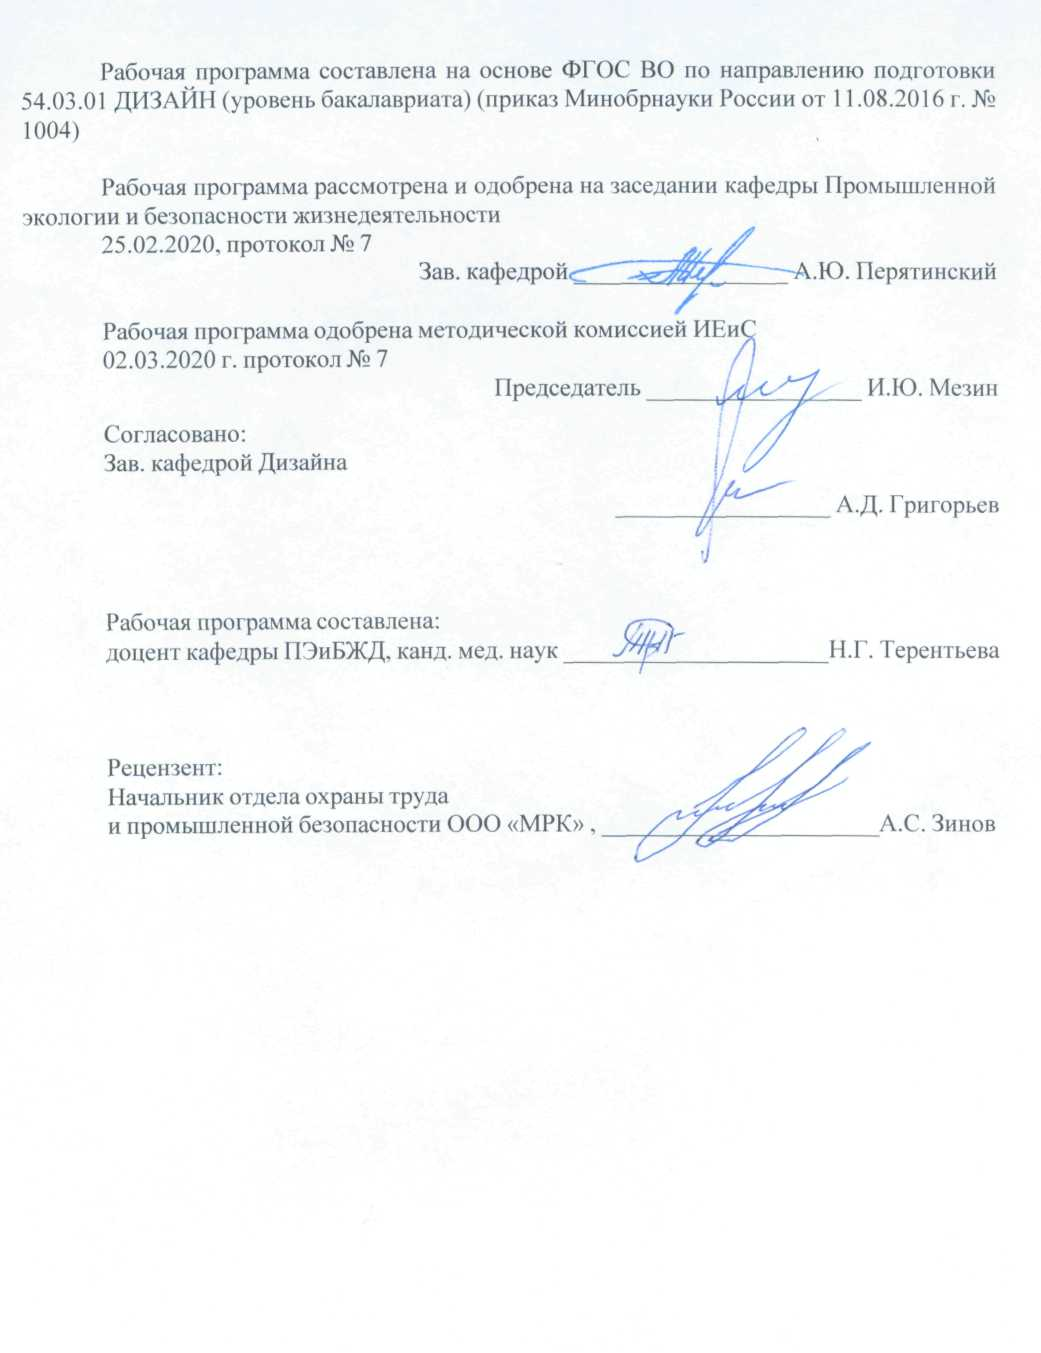 Рабочая программа составлена на основе ФГОС ВО по направлению подготовки
54.03.01 ДИЗАЙН (уровень бакалавриата) (приказ Минобрнауки России от 11.08.2016 г. №
1004)
Рабочая программа рассмотрена и одобрена на заседании кафедры Промышленной
экологии и безопасности жизнедеятельности
25.02.2020, протокол № 7
Зав. кафедрой А.Ю. Перятинский
Рабочая программа одобрена методической комиссией ИЕиС
02.03.2020 г. протокол № 7
Председатель И.Ю. Мезин
Согласовано:
Зав. кафедрой Дизайна
А.Д. Григорьев
Рабочая программа составлена:
доцент кафедры ПЭиБЖД, канд. мед. наук Н.Г. Терентьева
Рецензент:
Начальник отдела охраны труда
и промышленной безопасности ООО «МРК» , А.С. Зинов